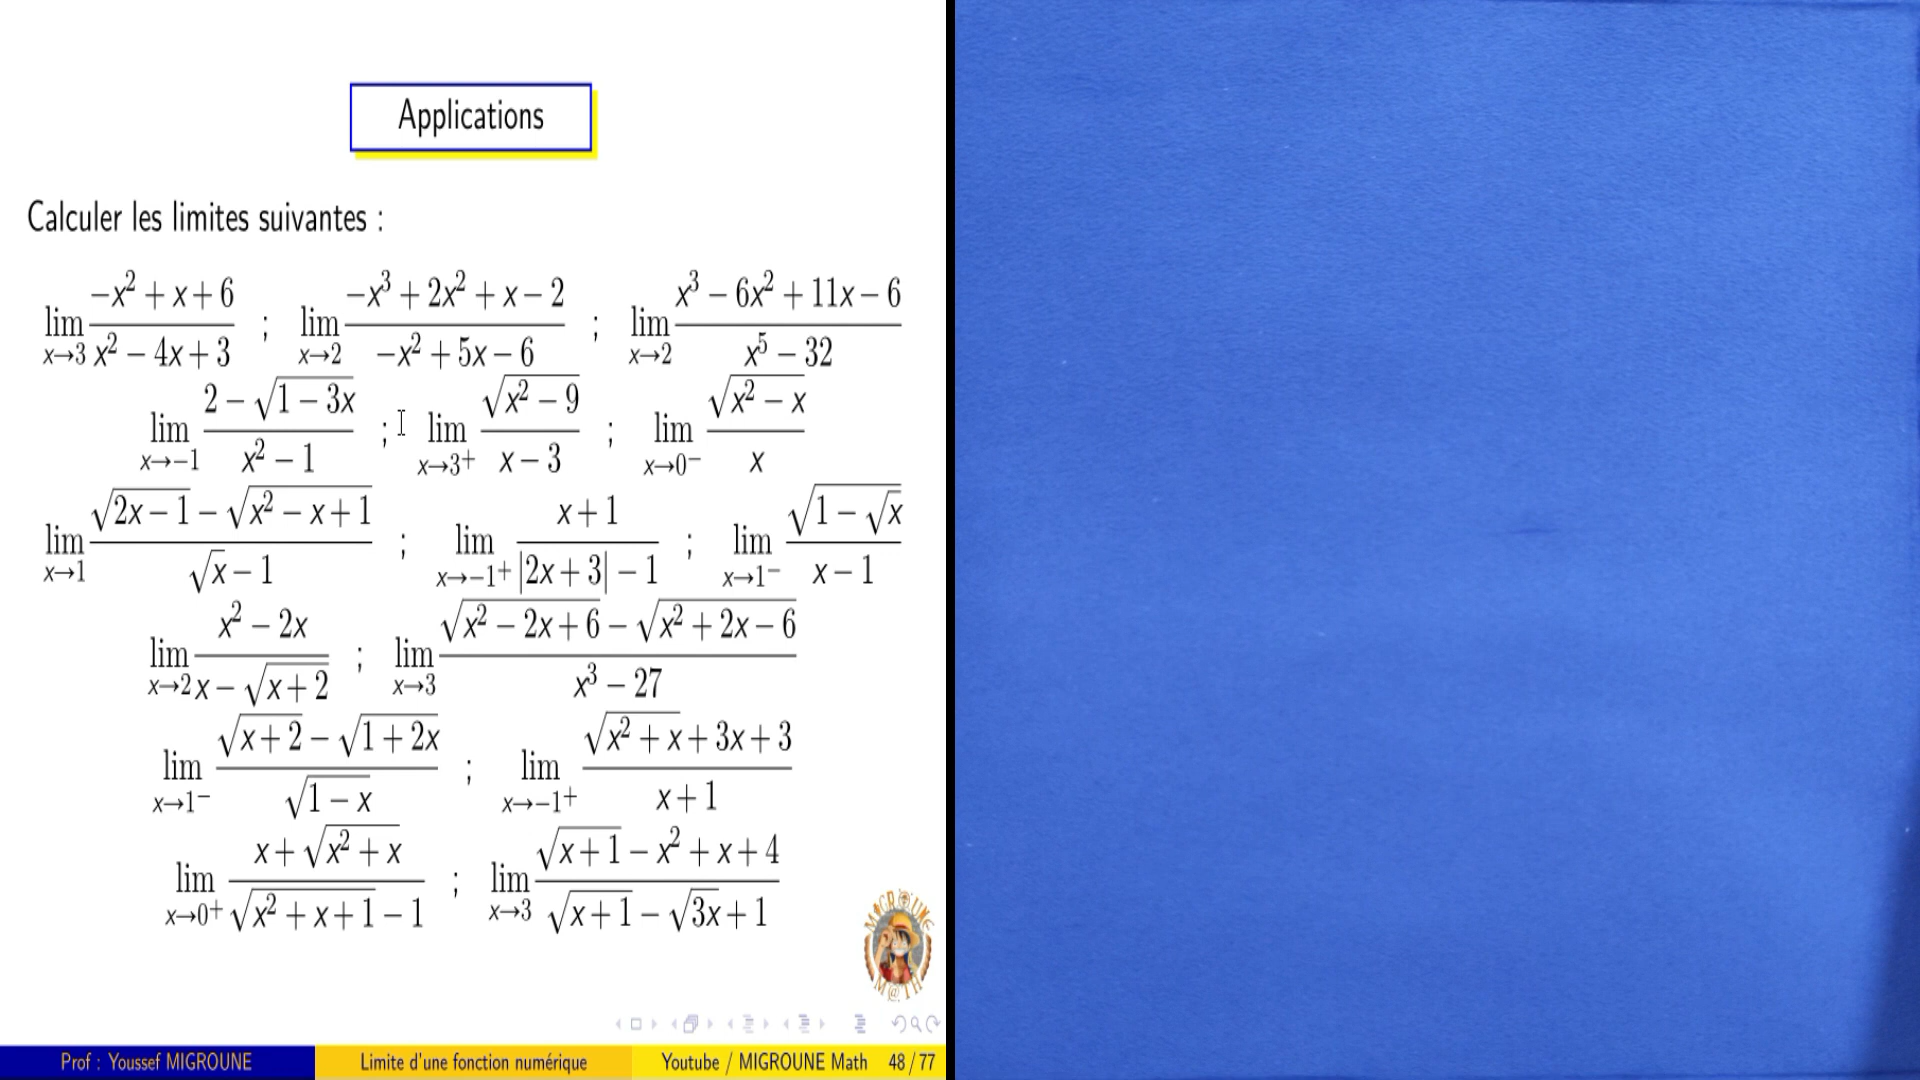 Applications
Calculer les limites suivantes :
lim_{x→3} (−x² + x + 6)/(x² − 4x + 3) ; lim_{x→2} (−x³ + 2x² + x − 2)/(−x² + 5x − 6) ; lim_{x→2} (x³ − 6x² + 11x − 6)/(x⁵ − 32)
lim_{x→−1} (2 − √(1 − 3x))/(x² − 1) ; lim_{x→3⁺} √(x² − 9)/(x − 3) ; lim_{x→0⁻} √(x² − x)/x
lim_{x→1} (√(2x − 1) − √(x² − x + 1))/(√x − 1) ; lim_{x→−1⁺} (x + 1)/(|2x + 3| − 1) ; lim_{x→1⁻} √(1 − √x)/(x − 1)
lim_{x→2} (x² − 2x)/(x − √(x + 2)) ; lim_{x→3} (√(x² − 2x + 6) − √(x² + 2x − 6))/(x³ − 27)
lim_{x→1⁻} (√(x + 2) − √(1 + 2x))/√(1 − x) ; lim_{x→−1⁺} (√(x² + x) + 3x + 3)/(x + 1)
lim_{x→0⁺} (x + √(x² + x))/(√(x² + x + 1) − 1) ; lim_{x→3} (√(x + 1) − x² + x + 4)/(√(x + 1) − √(3x) + 1)
MIGROUNE
M@TH
Prof : Youssef MIGROUNE Limite d'une fonction numérique Youtube / MIGROUNE Math 48 / 77